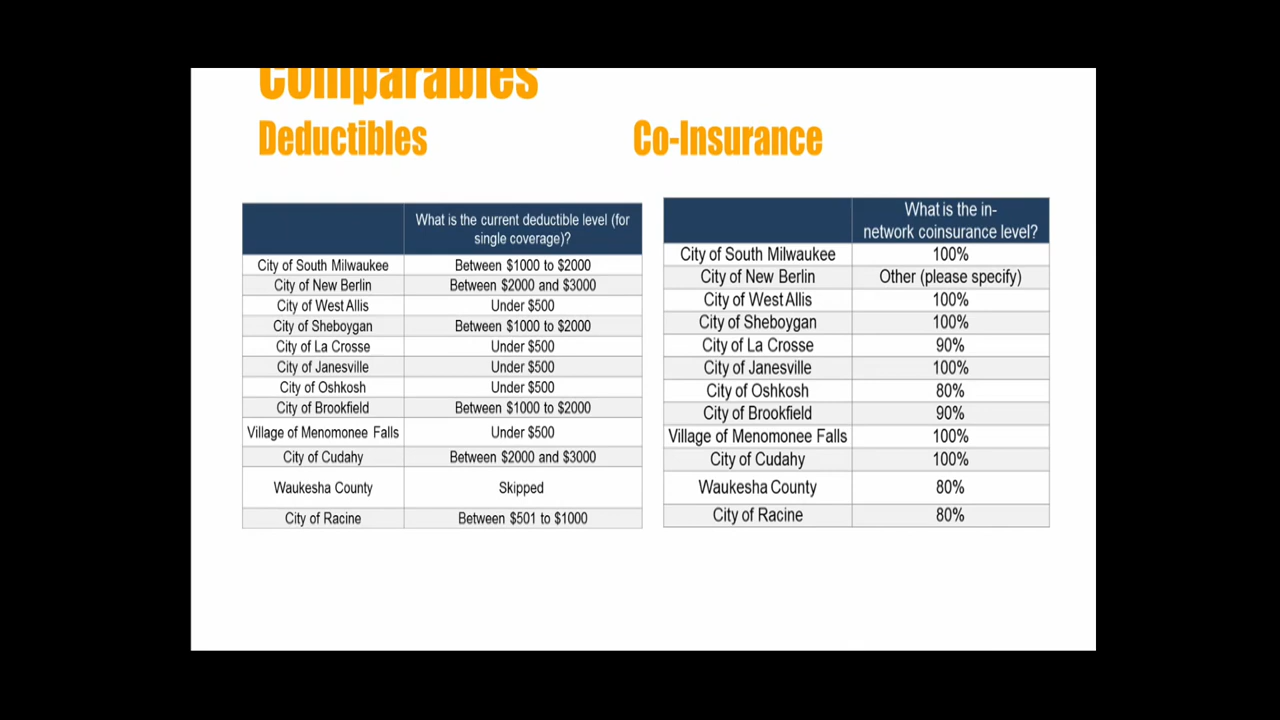 Comparables
Deductibles
Co-Insurance
What is the current deductible level (for
single coverage)?
City of South Milwaukee Between $1000 to $2000
City of New Berlin Between $2000 and $3000
City of West Allis Under $500
City of Sheboygan Between $1000 to $2000
City of La Crosse Under $500
City of Janesville Under $500
City of Oshkosh Under $500
City of Brookfield Between $1000 to $2000
Village of Menomonee Falls Under $500
City of Cudahy Between $2000 and $3000
Waukesha County Skipped
City of Racine Between $501 to $1000
What is the in-
network coinsurance level?
City of South Milwaukee 100%
City of New Berlin Other (please specify)
City of West Allis 100%
City of Sheboygan 100%
City of La Crosse 90%
City of Janesville 100%
City of Oshkosh 80%
City of Brookfield 90%
Village of Menomonee Falls 100%
City of Cudahy 100%
Waukesha County 80%
City of Racine 80%